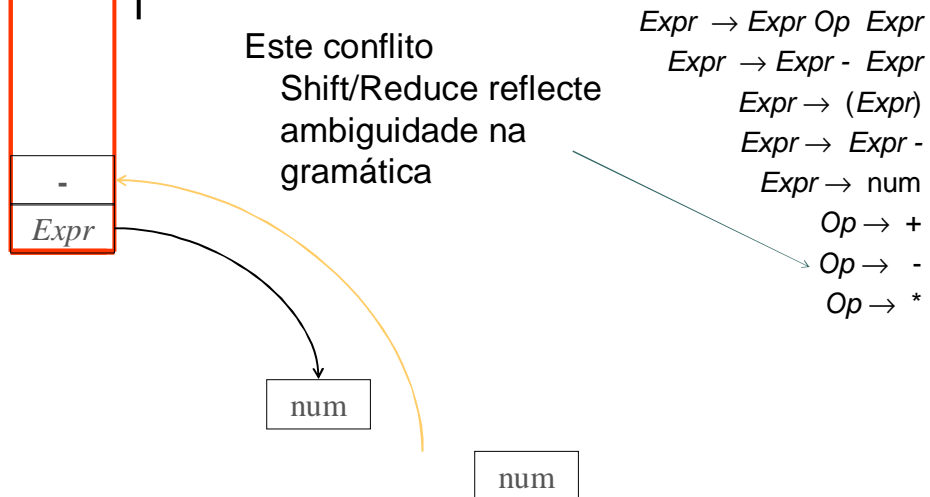 Este conflito
Shift/Reduce reflecte
ambiguidade na
gramática
Expr → Expr Op Expr
Expr → Expr - Expr
Expr → (Expr)
Expr → Expr -
Expr → num
Op → +
Op → -
Op → *
-
Expr
num
num